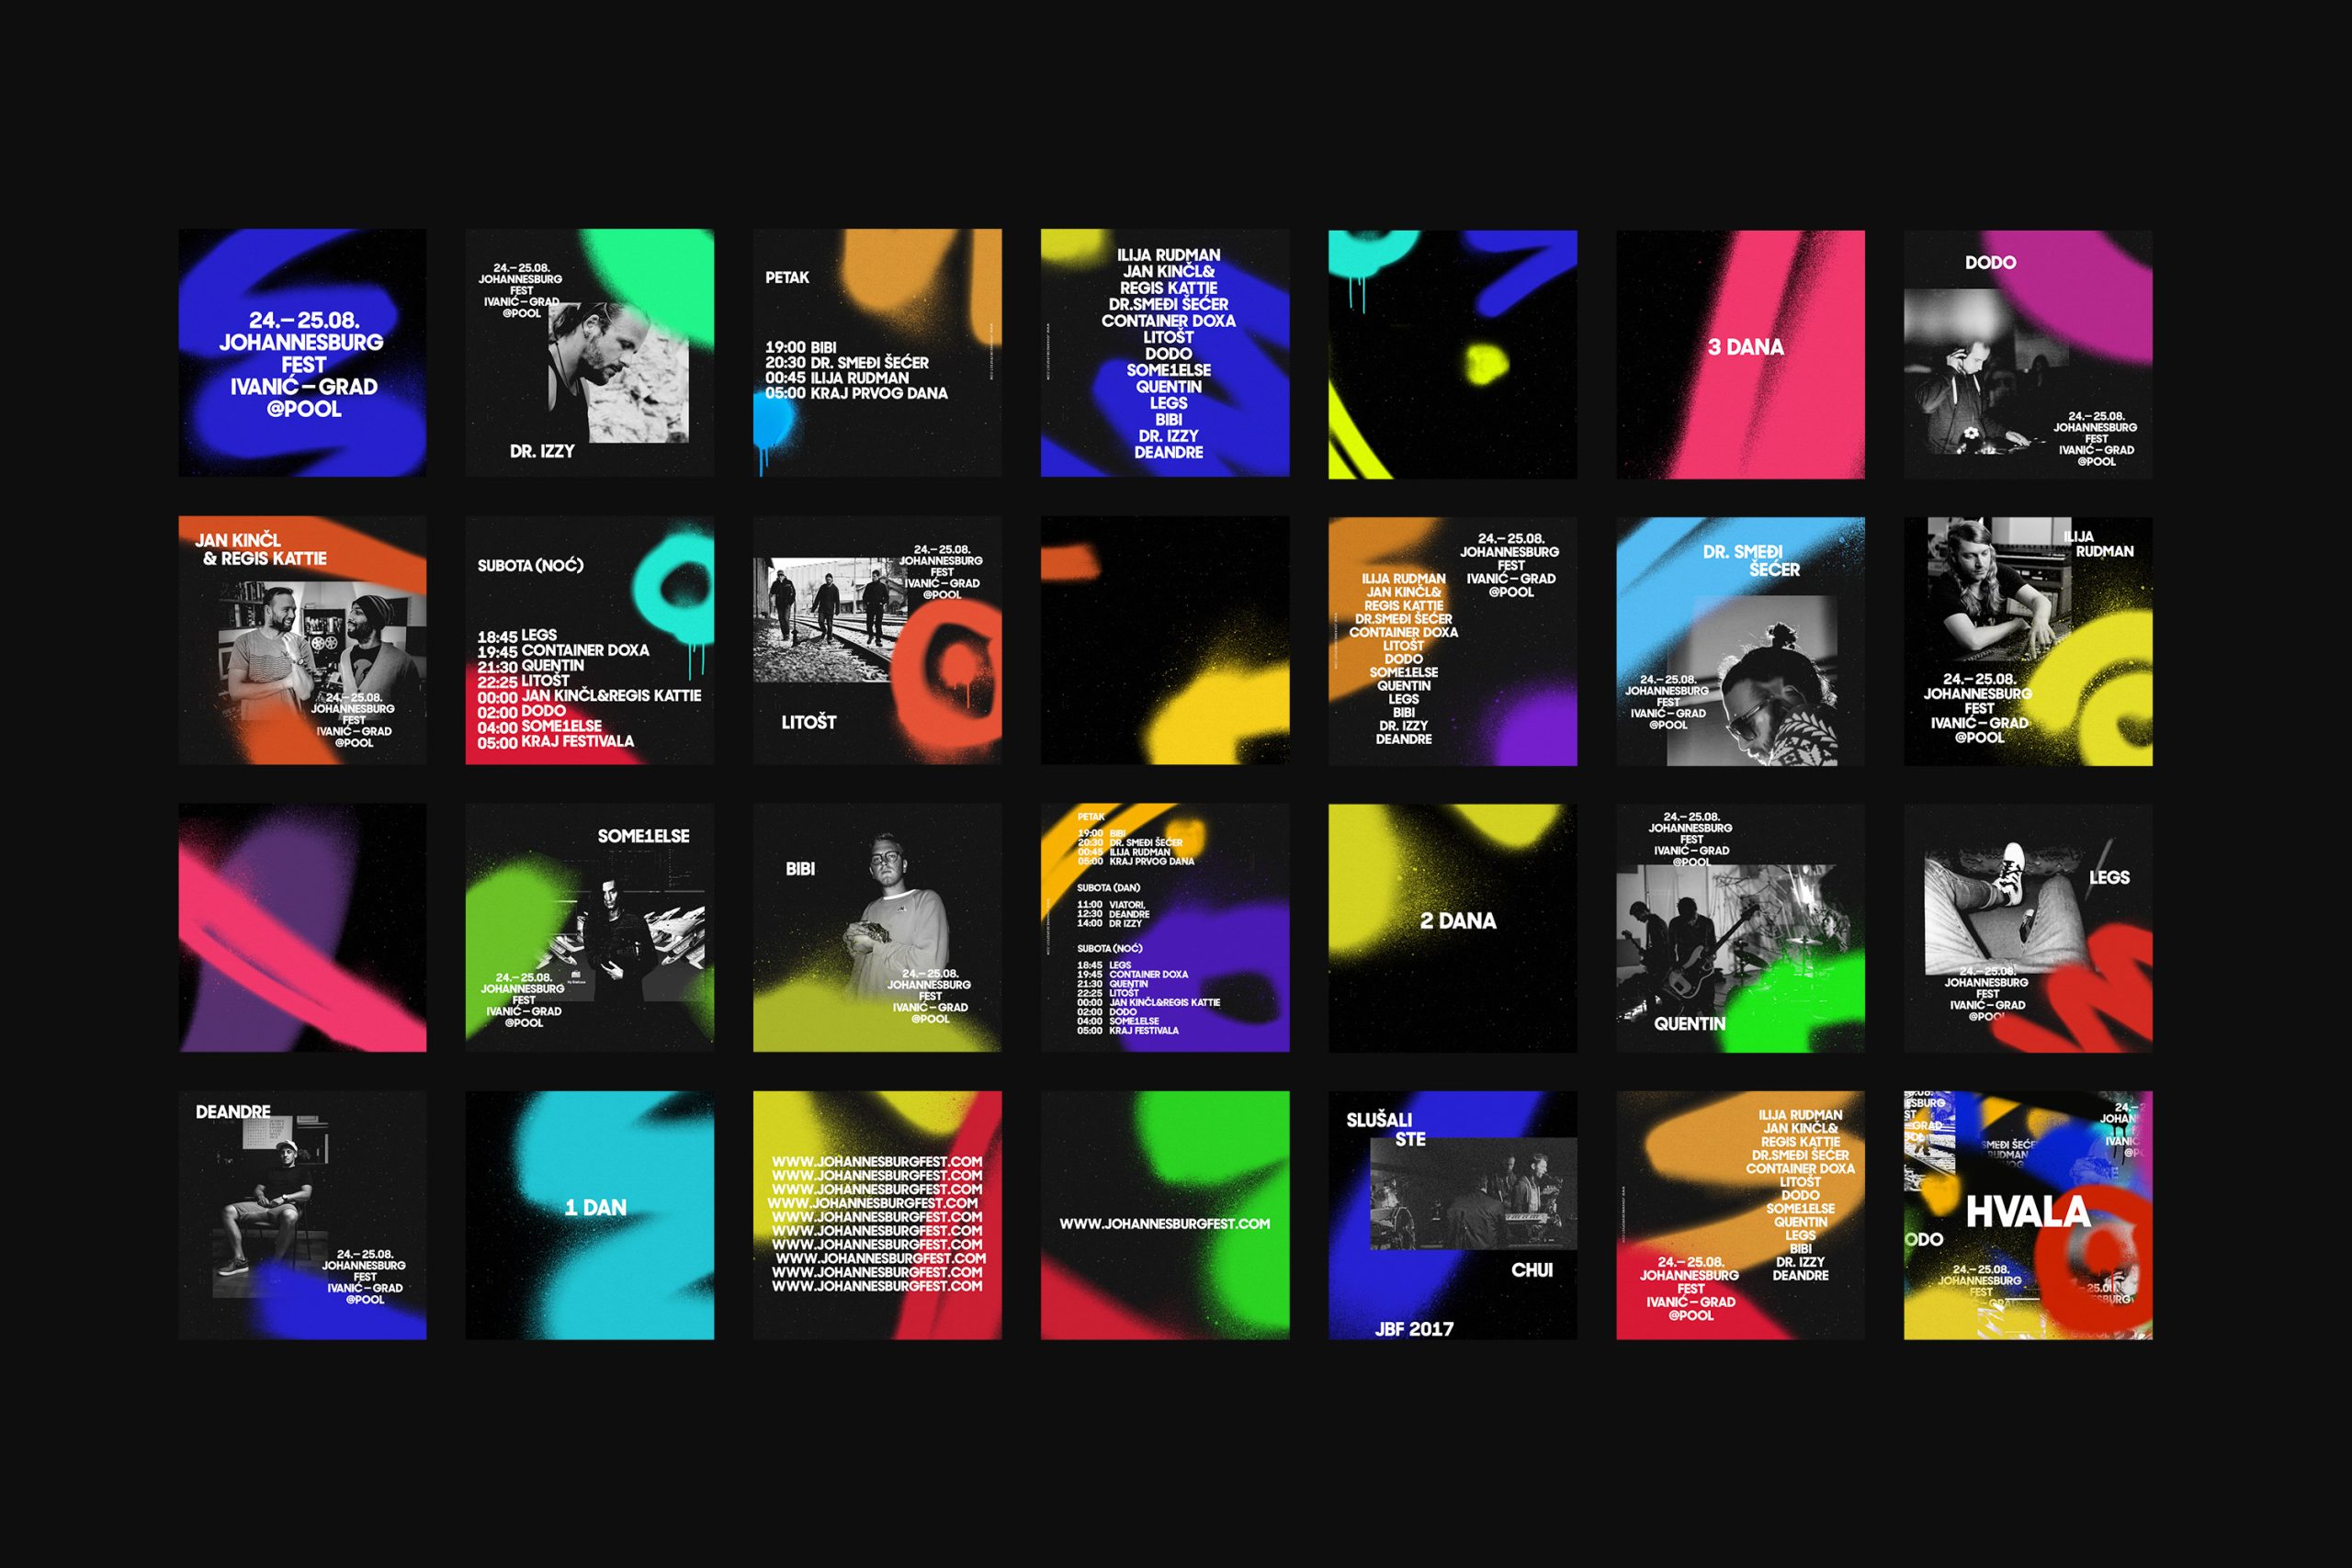 24.—25.08.
JOHANNESBURG
FEST
IVANIĆ—GRAD
@POOL
24.—25.08.
JOHANNESBURG
FEST
IVANIĆ—GRAD
@POOL
DR. IZZY
PETAK
19:00 BIBI
20:30 DR. SMEĐI ŠEĆER
00:45 ILIJA RUDMAN
05:00 KRAJ PRVOG DANA
ILIJA RUDMAN
JAN KINČL&
REGIS KATTIE
DR.SMEĐI ŠEĆER
CONTAINER DOXA
LITOŠT
DODO
SOME1ELSE
QUENTIN
LEGS
BIBI
DR. IZZY
DEANDRE
3 DANA
DODO
24.—25.08.
JOHANNESBURG
FEST
IVANIĆ—GRAD
@POOL
JAN KINČL
& REGIS KATTIE
24.—25.08.
JOHANNESBURG
FEST
IVANIĆ—GRAD
@POOL
SUBOTA (NOĆ)
18:45 LEGS
19:45 CONTAINER DOXA
21:30 QUENTIN
22:25 LITOŠT
00:00 JAN KINČL&REGIS KATTIE
02:00 DODO
04:00 SOME1ELSE
05:00 KRAJ FESTIVALA
24.—25.08.
JOHANNESBURG
FEST
IVANIĆ—GRAD
@POOL
LITOŠT
24.—25.08.
JOHANNESBURG
FEST
IVANIĆ—GRAD
@POOL
ILIJA RUDMAN
JAN KINČL&
REGIS KATTIE
DR.SMEĐI ŠEĆER
CONTAINER DOXA
LITOŠT
DODO
SOME1ELSE
QUENTIN
LEGS
BIBI
DR. IZZY
DEANDRE
DR. SMEĐI
ŠEĆER
24.—25.08.
JOHANNESBURG
FEST
IVANIĆ—GRAD
@POOL
ILIJA
RUDMAN
24.—25.08.
JOHANNESBURG
FEST
IVANIĆ—GRAD
@POOL
SOME1ELSE
24.—25.08.
JOHANNESBURG
FEST
IVANIĆ—GRAD
@POOL
BIBI
24.—25.08.
JOHANNESBURG
FEST
IVANIĆ—GRAD
@POOL
PETAK
19:00 BIBI
20:30 DR. SMEĐI ŠEĆER
00:45 ILIJA RUDMAN
05:00 KRAJ PRVOG DANA
SUBOTA (DAN)
11:00 VIATORI,
12:30 DEANDRE
14:00 DR IZZY
SUBOTA (NOĆ)
18:45 LEGS
19:45 CONTAINER DOXA
21:30 QUENTIN
22:25 LITOŠT
00:00 JAN KINČL&REGIS KATTIE
02:00 DODO
04:00 SOME1ELSE
05:00 KRAJ FESTIVALA
2 DANA
24.—25.08.
JOHANNESBURG
FEST
IVANIĆ—GRAD
@POOL
QUENTIN
LEGS
24.—25.08.
JOHANNESBURG
FEST
IVANIĆ—GRAD
@POOL
DEANDRE
24.—25.08.
JOHANNESBURG
FEST
IVANIĆ—GRAD
@POOL
1 DAN
WWW.JOHANNESBURGFEST.COM
WWW.JOHANNESBURGFEST.COM
WWW.JOHANNESBURGFEST.COM
WWW.JOHANNESBURGFEST.COM
WWW.JOHANNESBURGFEST.COM
WWW.JOHANNESBURGFEST.COM
WWW.JOHANNESBURGFEST.COM
WWW.JOHANNESBURGFEST.COM
WWW.JOHANNESBURGFEST.COM
WWW.JOHANNESBURGFEST.COM
WWW.JOHANNESBURGFEST.COM
SLUŠALI
STE
CHUI
JBF 2017
ILIJA RUDMAN
JAN KINČL&
REGIS KATTIE
DR.SMEĐI ŠEĆER
CONTAINER DOXA
LITOŠT
DODO
SOME1ELSE
QUENTIN
LEGS
BIBI
DR. IZZY
DEANDRE
24.—25.08.
JOHANNESBURG
FEST
IVANIĆ—GRAD
@POOL
HVALA
ODO
24.—25.08.
JOHANNESBURG
FEST